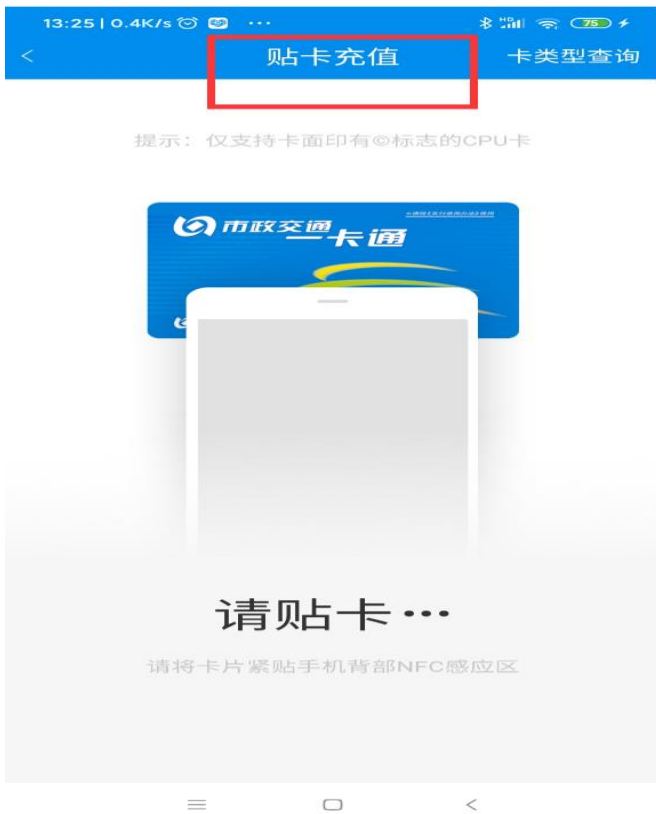 13:25 | 0.4K/s ...
HD 75
< 贴卡充值 卡类型查询
提示：仅支持卡面印有©标志的CPU卡
市政交通一卡通
请贴卡···
请将卡片紧贴手机背部NFC感应区